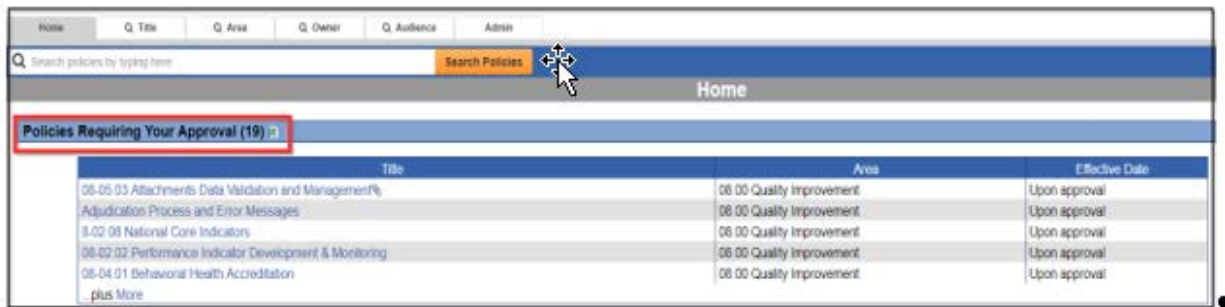 Home Title Area Owner Audience Admin
Search policies by typing here Search Policies
Home
Policies Requiring Your Approval (19)
Title Area Effective Date
08-05.03 Attachments Data Validation and Management 08.00 Quality Improvement Upon approval
Adjudication Process and Error Messages 08.00 Quality Improvement Upon approval
8-02.08 National Core Indicators 08.00 Quality Improvement Upon approval
08-02.02 Performance Indicator Development & Monitoring 08.00 Quality Improvement Upon approval
08-04.01 Behavioral Health Accreditation 08.00 Quality Improvement Upon approval
...plus More